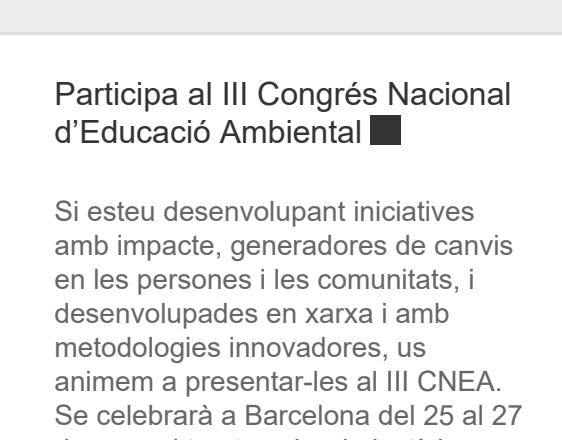 Participa al III Congrés Nacional
d’Educació Ambiental
Si esteu desenvolupant iniciatives
amb impacte, generadores de canvis
en les persones i les comunitats, i
desenvolupades en xarxa i amb
metodologies innovadores, us
animem a presentar-les al III CNEA.
Se celebrarà a Barcelona del 25 al 27